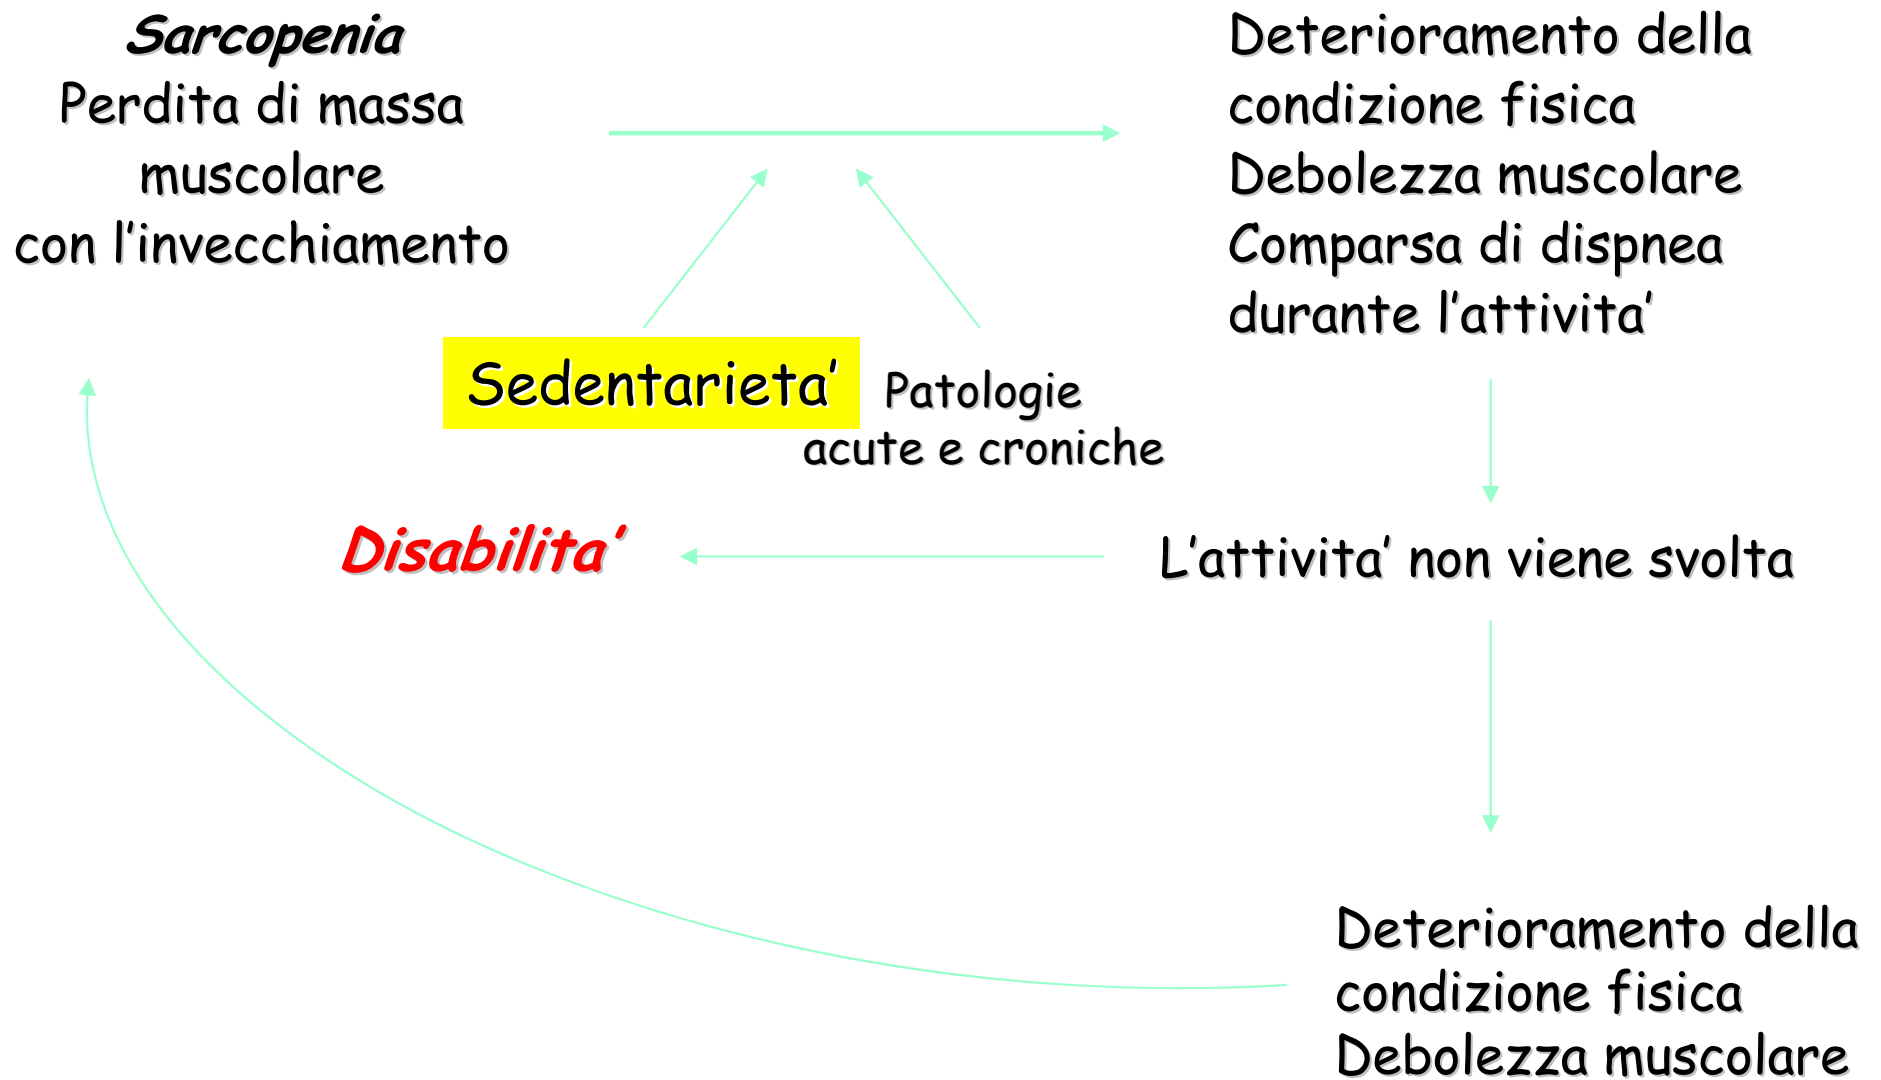 Sarcopenia
Perdita di massa
muscolare
con l’invecchiamento
Deterioramento della
condizione fisica
Debolezza muscolare
Comparsa di dispnea
durante l’attivita’
Sedentarieta’
Patologie
acute e croniche
Disabilita’
L’attivita’ non viene svolta
Deterioramento della
condizione fisica
Debolezza muscolare